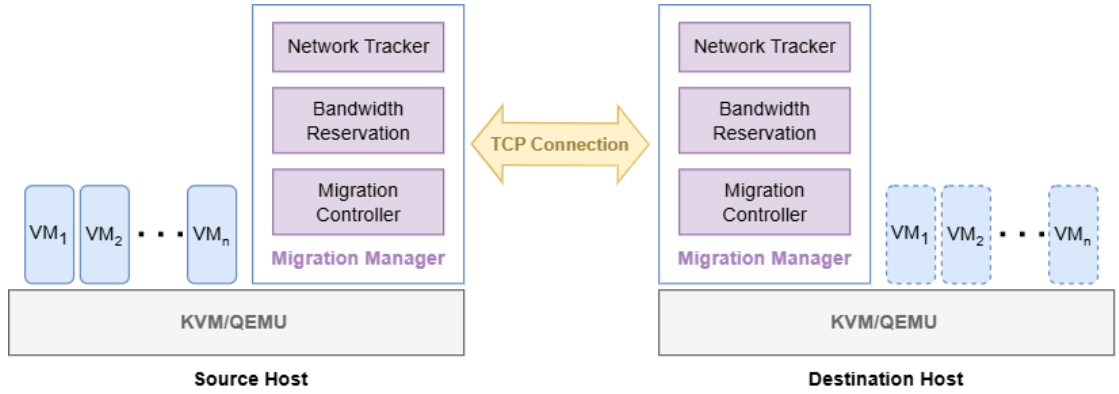 Network Tracker
Bandwidth
Reservation
Migration
Controller
Migration Manager
VM1
VM2
. . .
VMn
KVM/QEMU
Source Host
TCP Connection
Network Tracker
Bandwidth
Reservation
Migration
Controller
Migration Manager
VM1
VM2
. . .
VMn
KVM/QEMU
Destination Host